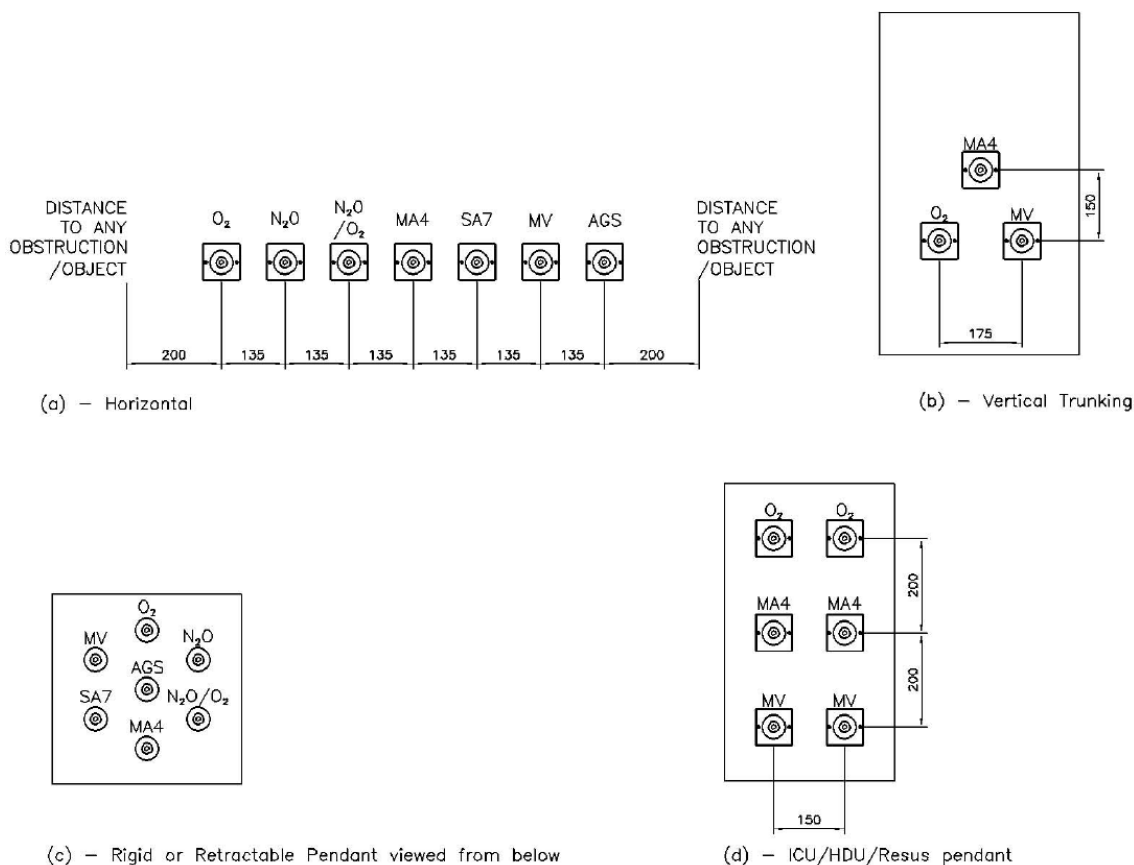 DISTANCE
TO ANY
OBSTRUCTION
/OBJECT
O₂
N₂O
N₂O
/O₂
MA4
SA7
MV
AGS
DISTANCE
TO ANY
OBSTRUCTION
/OBJECT
200
135
135
135
135
135
135
200
(a) – Horizontal
MA4
O₂
MV
150
175
(b) – Vertical Trunking
O₂
MV
N₂O
AGS
SA7
N₂O/O₂
MA4
(c) – Rigid or Retractable Pendant viewed from below
O₂ O₂
MA4 MA4
MV MV
200
200
150
(d) – ICU/HDU/Resus pendant